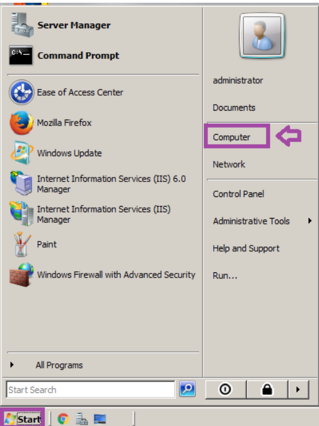 Server Manager
Command Prompt
Ease of Access Center
Mozilla Firefox
Windows Update
Internet Information Services (IIS) 6.0
Manager
Internet Information Services (IIS)
Manager
Paint
Windows Firewall with Advanced Security
All Programs
Start Search
administrator
Documents
Computer
Network
Control Panel
Administrative Tools
Help and Support
Run...
Start